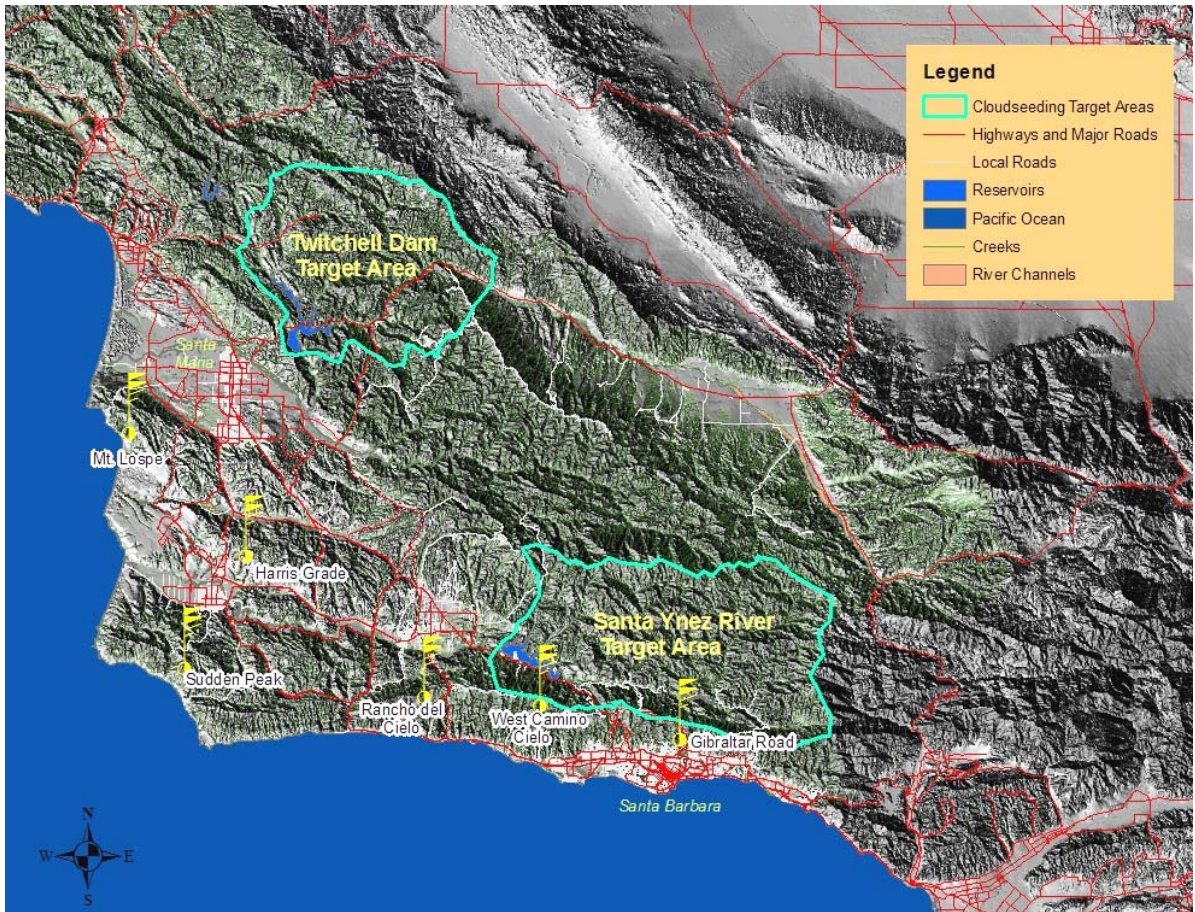 Legend
Cloudseeding Target Areas
Highways and Major Roads
Local Roads
Reservoirs
Pacific Ocean
Creeks
River Channels
Twitchell Dam
Target Area
Santa
Maria
Mt. Lospe
Harris Grade
Santa Ynez River
Target Area
Sudden Peak
Rancho del
Cielo
West Camino
Cielo
Gibraltar Road
Santa Barbara
N
W
E
S